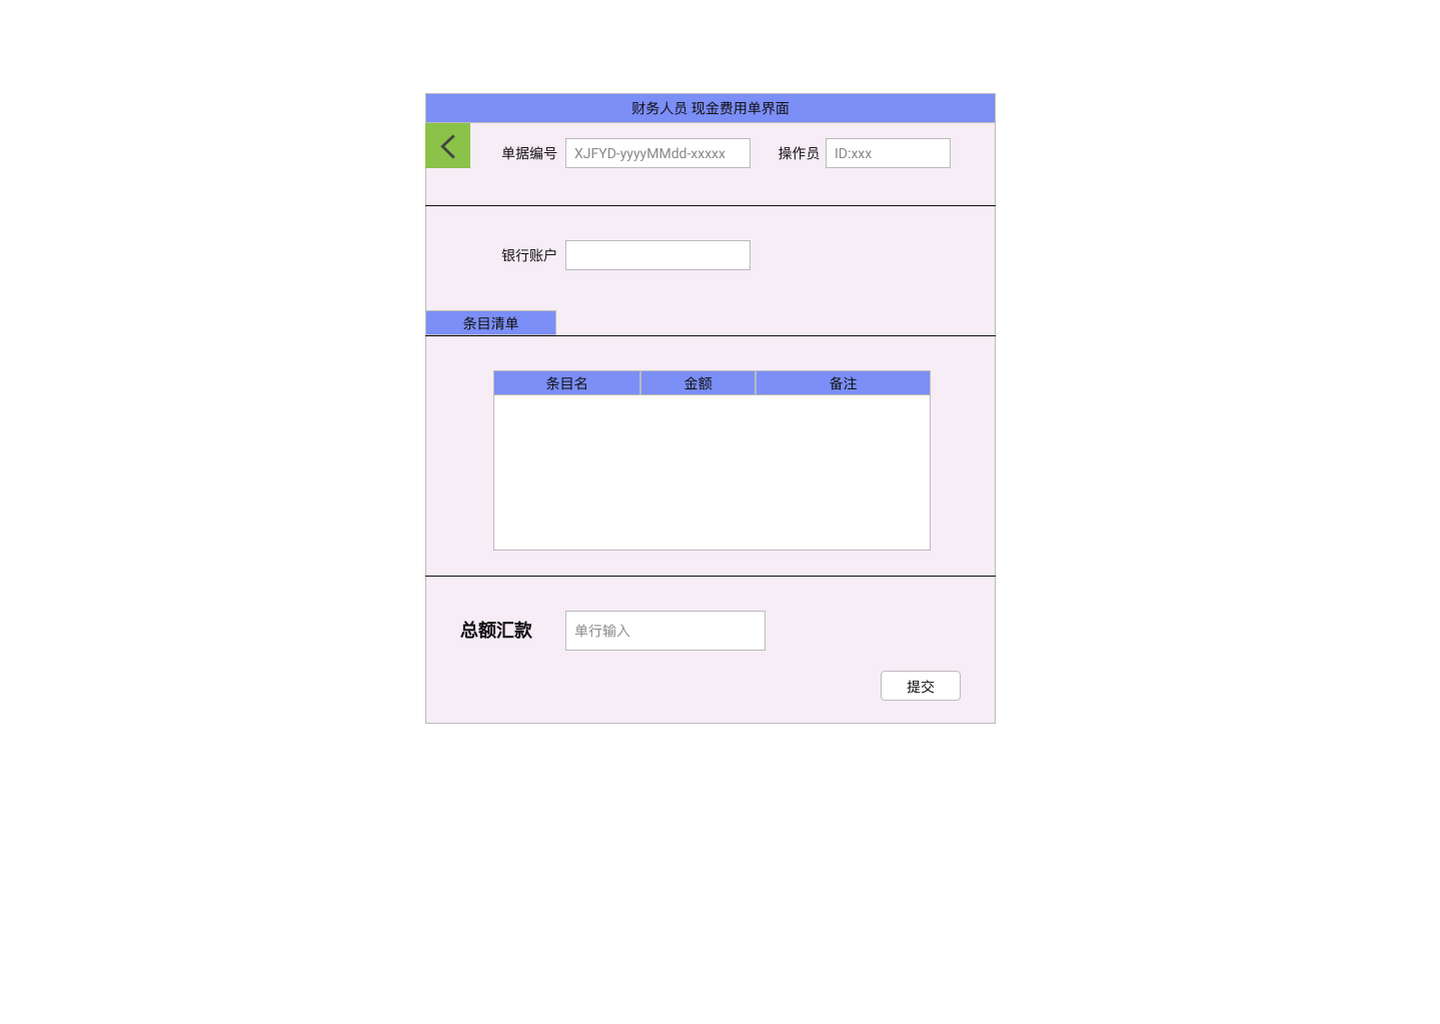 财务人员 现金费用单界面
单据编号 XJFYD-yyyyMMdd-xxxxx 操作员 ID:xxx
银行账户
条目清单
条目名 金额 备注
总额汇款 单行输入
提交